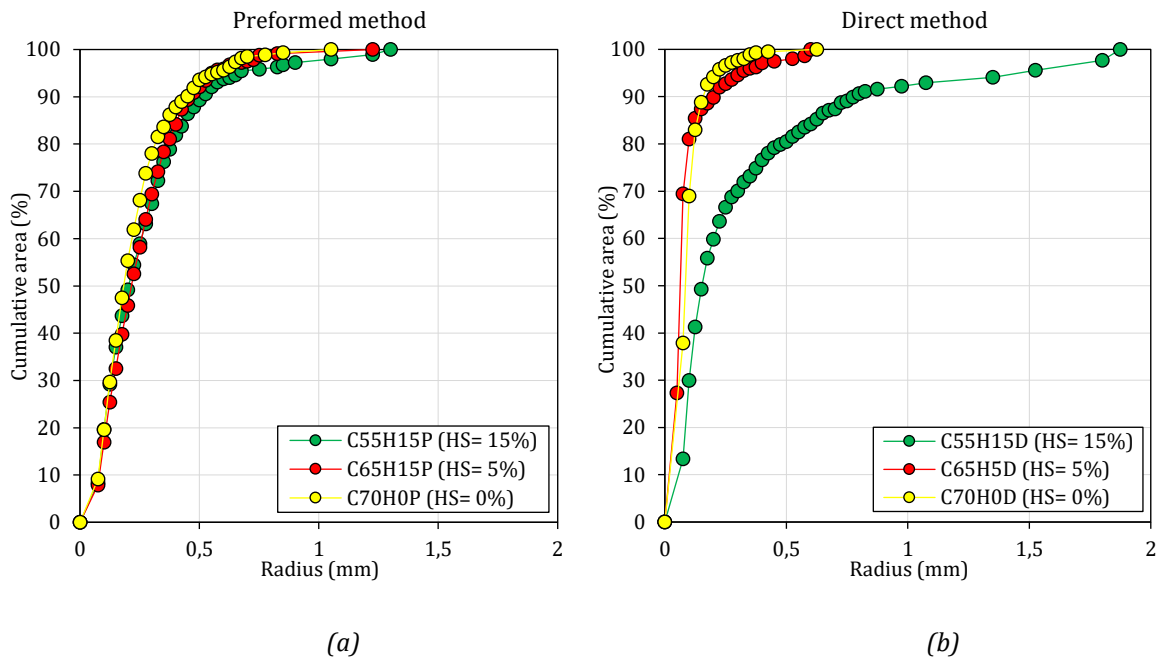 Preformed method
Cumulative area (%)
100
90
80
70
60
50
40
30
20
10
0
C55H15P (HS= 15%)
C65H15P (HS= 5%)
C70H0P (HS= 0%)
0 0,5 1 1,5 2
Radius (mm)
(a)
Direct method
Cumulative area (%)
100
90
80
70
60
50
40
30
20
10
0
C55H15D (HS= 15%)
C65H5D (HS= 5%)
C70H0D (HS= 0%)
0 0,5 1 1,5 2
Radius (mm)
(b)